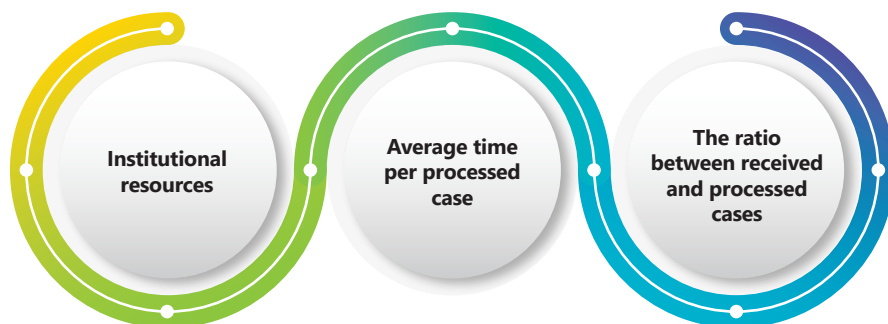 Institutional
resources
Average time
per processed
case
The ratio
between received
and processed
cases